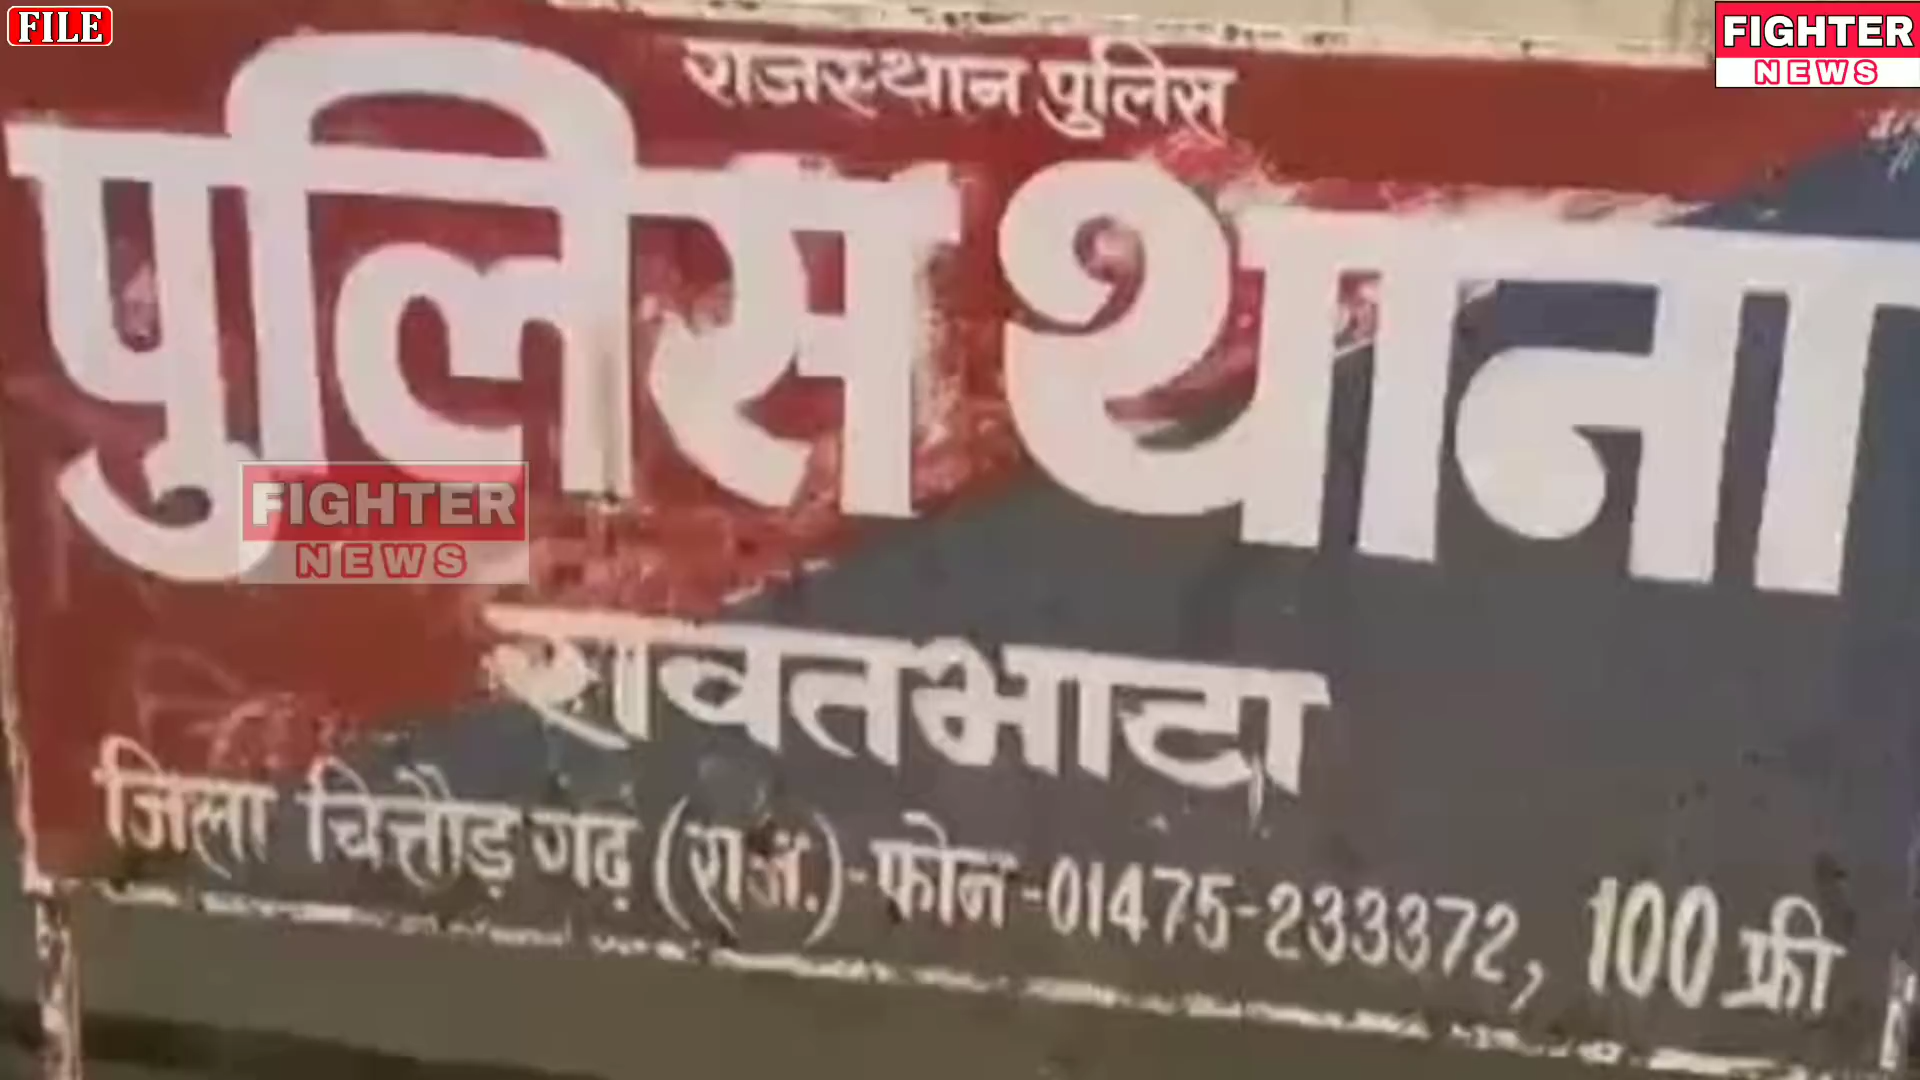 FILE
FIGHTER
NEWS
राजस्थान पुलिस
पुलिस थाना
FIGHTER
NEWS
रावतभाटा
जिला चित्तौड़ गढ़ (राज.)-फोन-01475-233372, 100 फ्री